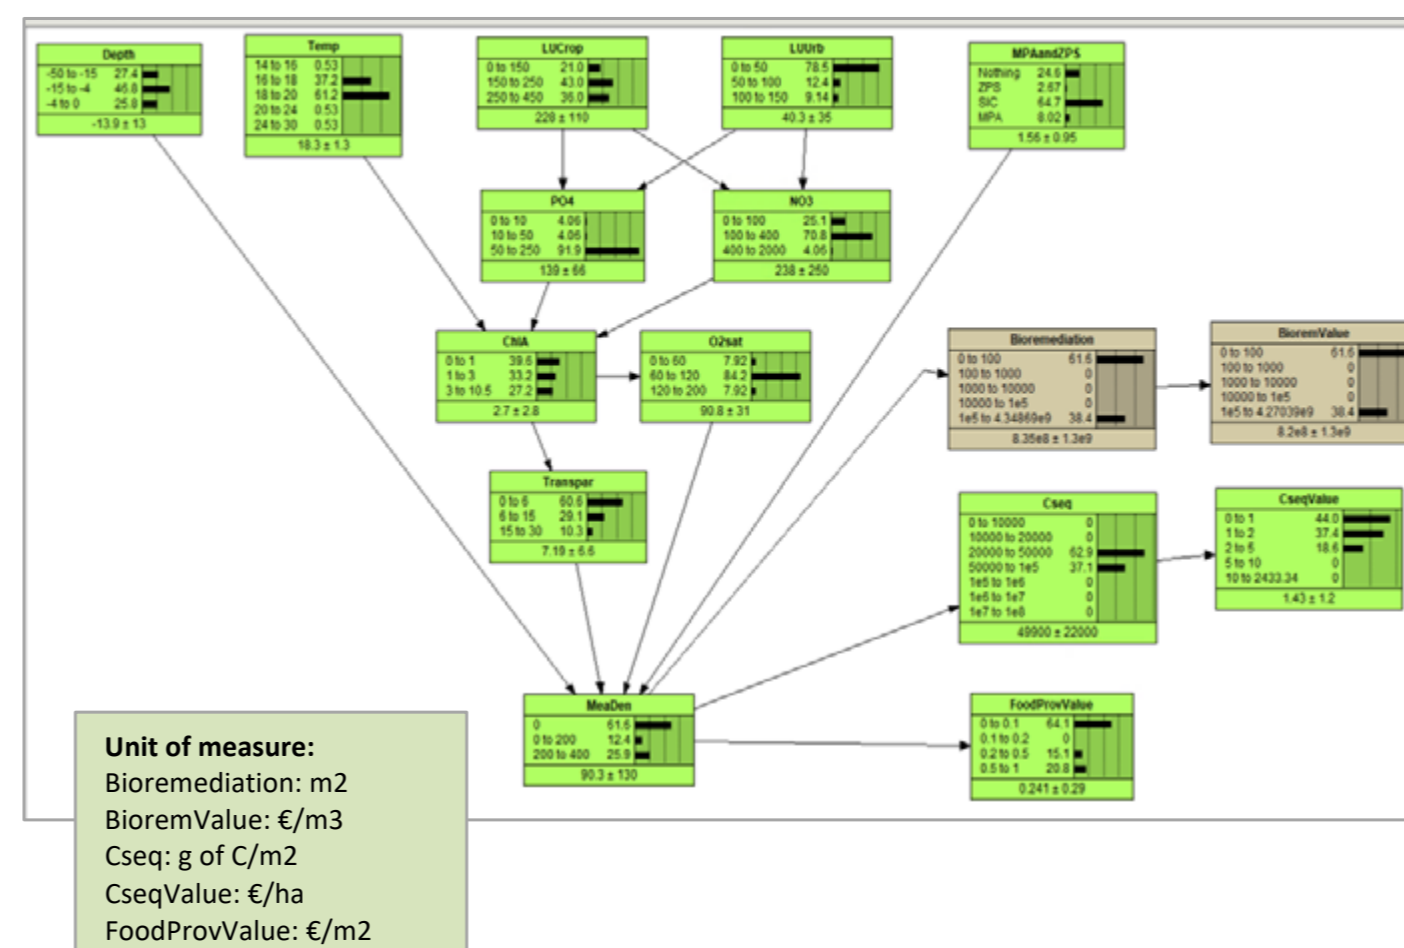 Depth
-50 to -15 27.4
-15 to -4 46.8
-4 to 0 25.8
-13.9 ± 13
Temp
14 to 16 0.53
16 to 18 37.2
18 to 20 61.2
20 to 24 0.53
24 to 30 0.53
18.3 ± 1.3
LUCrop
0 to 150 21.0
150 to 250 43.0
250 to 450 36.0
228 ± 110
LUUrb
0 to 50 78.5
50 to 100 12.4
100 to 150 9.14
40.3 ± 35
MPAandZPS
Nothing 24.6
ZPS 2.67
SIC 64.7
MPA 8.02
1.56 ± 0.95
PO4
0 to 10 4.06
10 to 50 4.06
50 to 250 91.9
139 ± 66
NO3
0 to 100 25.1
100 to 400 70.8
400 to 2000 4.06
238 ± 250
ChlA
0 to 1 39.6
1 to 3 33.2
3 to 10.5 27.2
2.7 ± 2.8
O2sat
0 to 60 7.92
60 to 120 84.2
120 to 200 7.92
90.8 ± 31
Bioremediation
0 to 100 61.6
100 to 1000 0
1000 to 10000 0
10000 to 1e5 0
1e5 to 4.34869e9 38.4
8.35e8 ± 1.3e9
BioremValue
0 to 100 61.6
100 to 1000 0
1000 to 10000 0
10000 to 1e5 0
1e5 to 4.27039e9 38.4
8.2e8 ± 1.3e9
Transpar
0 to 6 60.6
6 to 15 29.1
15 to 30 10.3
7.19 ± 6.6
Cseq
0 to 10000 0
10000 to 20000 0
20000 to 50000 62.9
50000 to 1e5 37.1
1e5 to 1e6 0
1e6 to 1e7 0
1e7 to 1e8 0
49900 ± 22000
CseqValue
0 to 1 44.0
1 to 2 37.4
2 to 5 18.6
5 to 10 0
10 to 2433.34 0
1.43 ± 1.2
MeaDen
0 61.6
0 to 200 12.4
200 to 400 25.9
90.3 ± 130
FoodProvValue
0 to 0.1 64.1
0.1 to 0.2 0
0.2 to 0.5 15.1
0.5 to 1 20.8
0.241 ± 0.29
Unit of measure:
Bioremediation: m2
BioremValue: €/m3
Cseq: g of C/m2
CseqValue: €/ha
FoodProvValue: €/m2